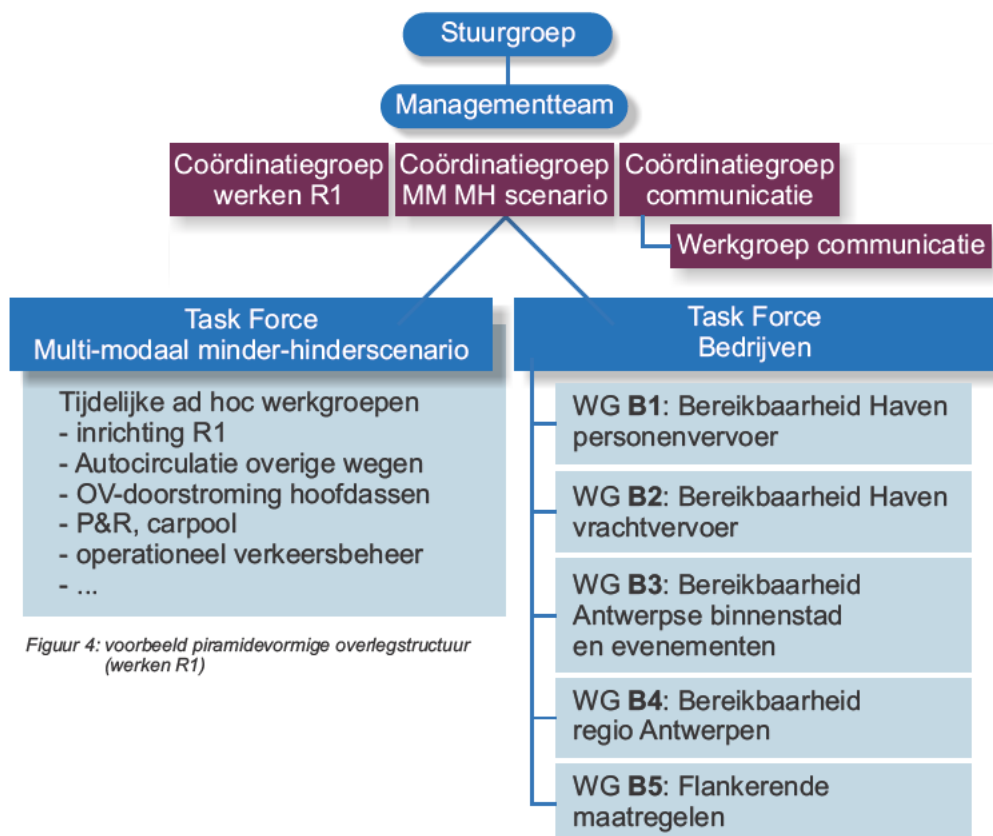 Stuurgroep
Managementteam
Coördinatiegroep
werken R1
Coördinatiegroep
MM MH scenario
Coördinatiegroep
communicatie
Werkgroep communicatie
Task Force
Multi-modaal minder-hinderscenario
Tijdelijke ad hoc werkgroepen
- inrichting R1
- Autocirculatie overige wegen
- OV-doorstroming hoofdassen
- P&R, carpool
- operationeel verkeersbeheer
- ...
Figuur 4: voorbeeld piramidevormige overlegstructuur
(werken R1)
Task Force
Bedrijven
WG B1: Bereikbaarheid Haven
personenvervoer
WG B2: Bereikbaarheid Haven
vrachtvervoer
WG B3: Bereikbaarheid
Antwerpse binnenstad
en evenementen
WG B4: Bereikbaarheid
regio Antwerpen
WG B5: Flankerende
maatregelen